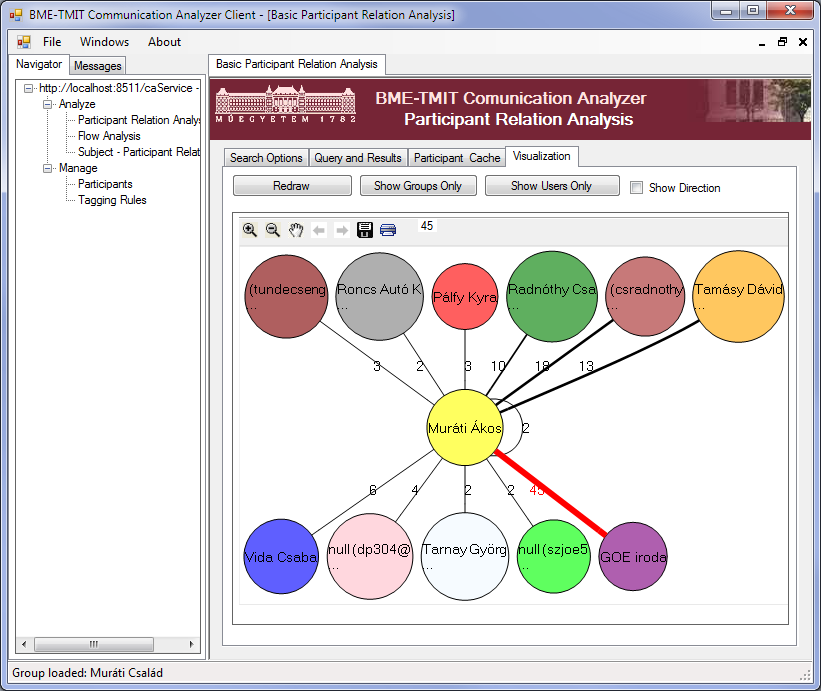 BME-TMIT Communication Analyzer Client - [Basic Participant Relation Analysis]
File Windows About
Navigator Messages
http://localhost:8511/caService -
Analyze
Participant Relation Analys
Flow Analysis
Subject - Participant Relat
Manage
Participants
Tagging Rules
Basic Participant Relation Analysis
MŰEGYETEM 1782
BME-TMIT Comunication Analyzer
Participant Relation Analysis
Search Options Query and Results Participant Cache Visualization
Redraw Show Groups Only Show Users Only Show Direction
45
(tundecseng
...
Roncs Autó K
...
Pálfy Kyra
Radnóthy Csa
...
(csradnothy
...
Tamásy Dávid
...
3 2 3 10 18 13
Muráti Ákos
2
6 4 2 2 45
Vida Csaba
null(dp304@
...
Tarnay Györg
...
null(szjoe5
...
GOE iroda
Group loaded: Muráti Család